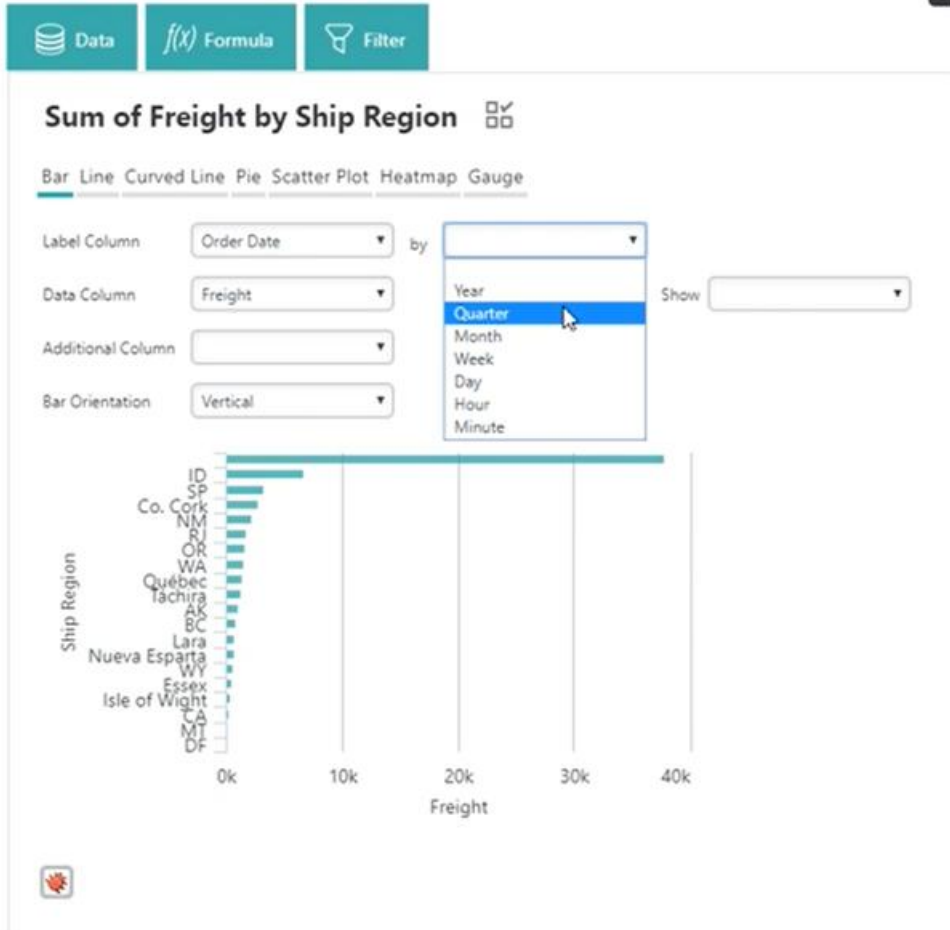 Data f(x) Formula Filter
Sum of Freight by Ship Region
Bar Line Curved Line Pie Scatter Plot Heatmap Gauge
Label Column Order Date by
Data Column Freight Show
Additional Column
Bar Orientation Vertical
Year
Quarter
Month
Week
Day
Hour
Minute
Ship Region
ID
SP
Co. Cork
NM
RJ
OR
WA
Québec
Táchira
AK
BC
Lara
Nueva Esparta
WY
Essex
Isle of Wight
CA
MT
DF
0k 10k 20k 30k 40k
Freight